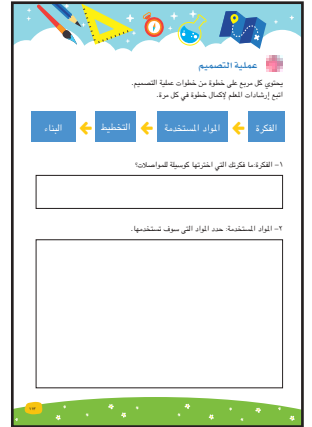 عملية التصميم
يحتوي كل مربع على خطوة من خطوات عملية التصميم.
اتبع إرشادات المعلم لإكمال خطوة في كل مرة.
الفكرة
المواد المستخدمة
التخطيط
البناء
١- الفكرة:ما فكرتك التي اخترتها كوسيلة للمواصلات؟
٢- المواد المستخدمة: حدد المواد التي سوف تستخدمها.